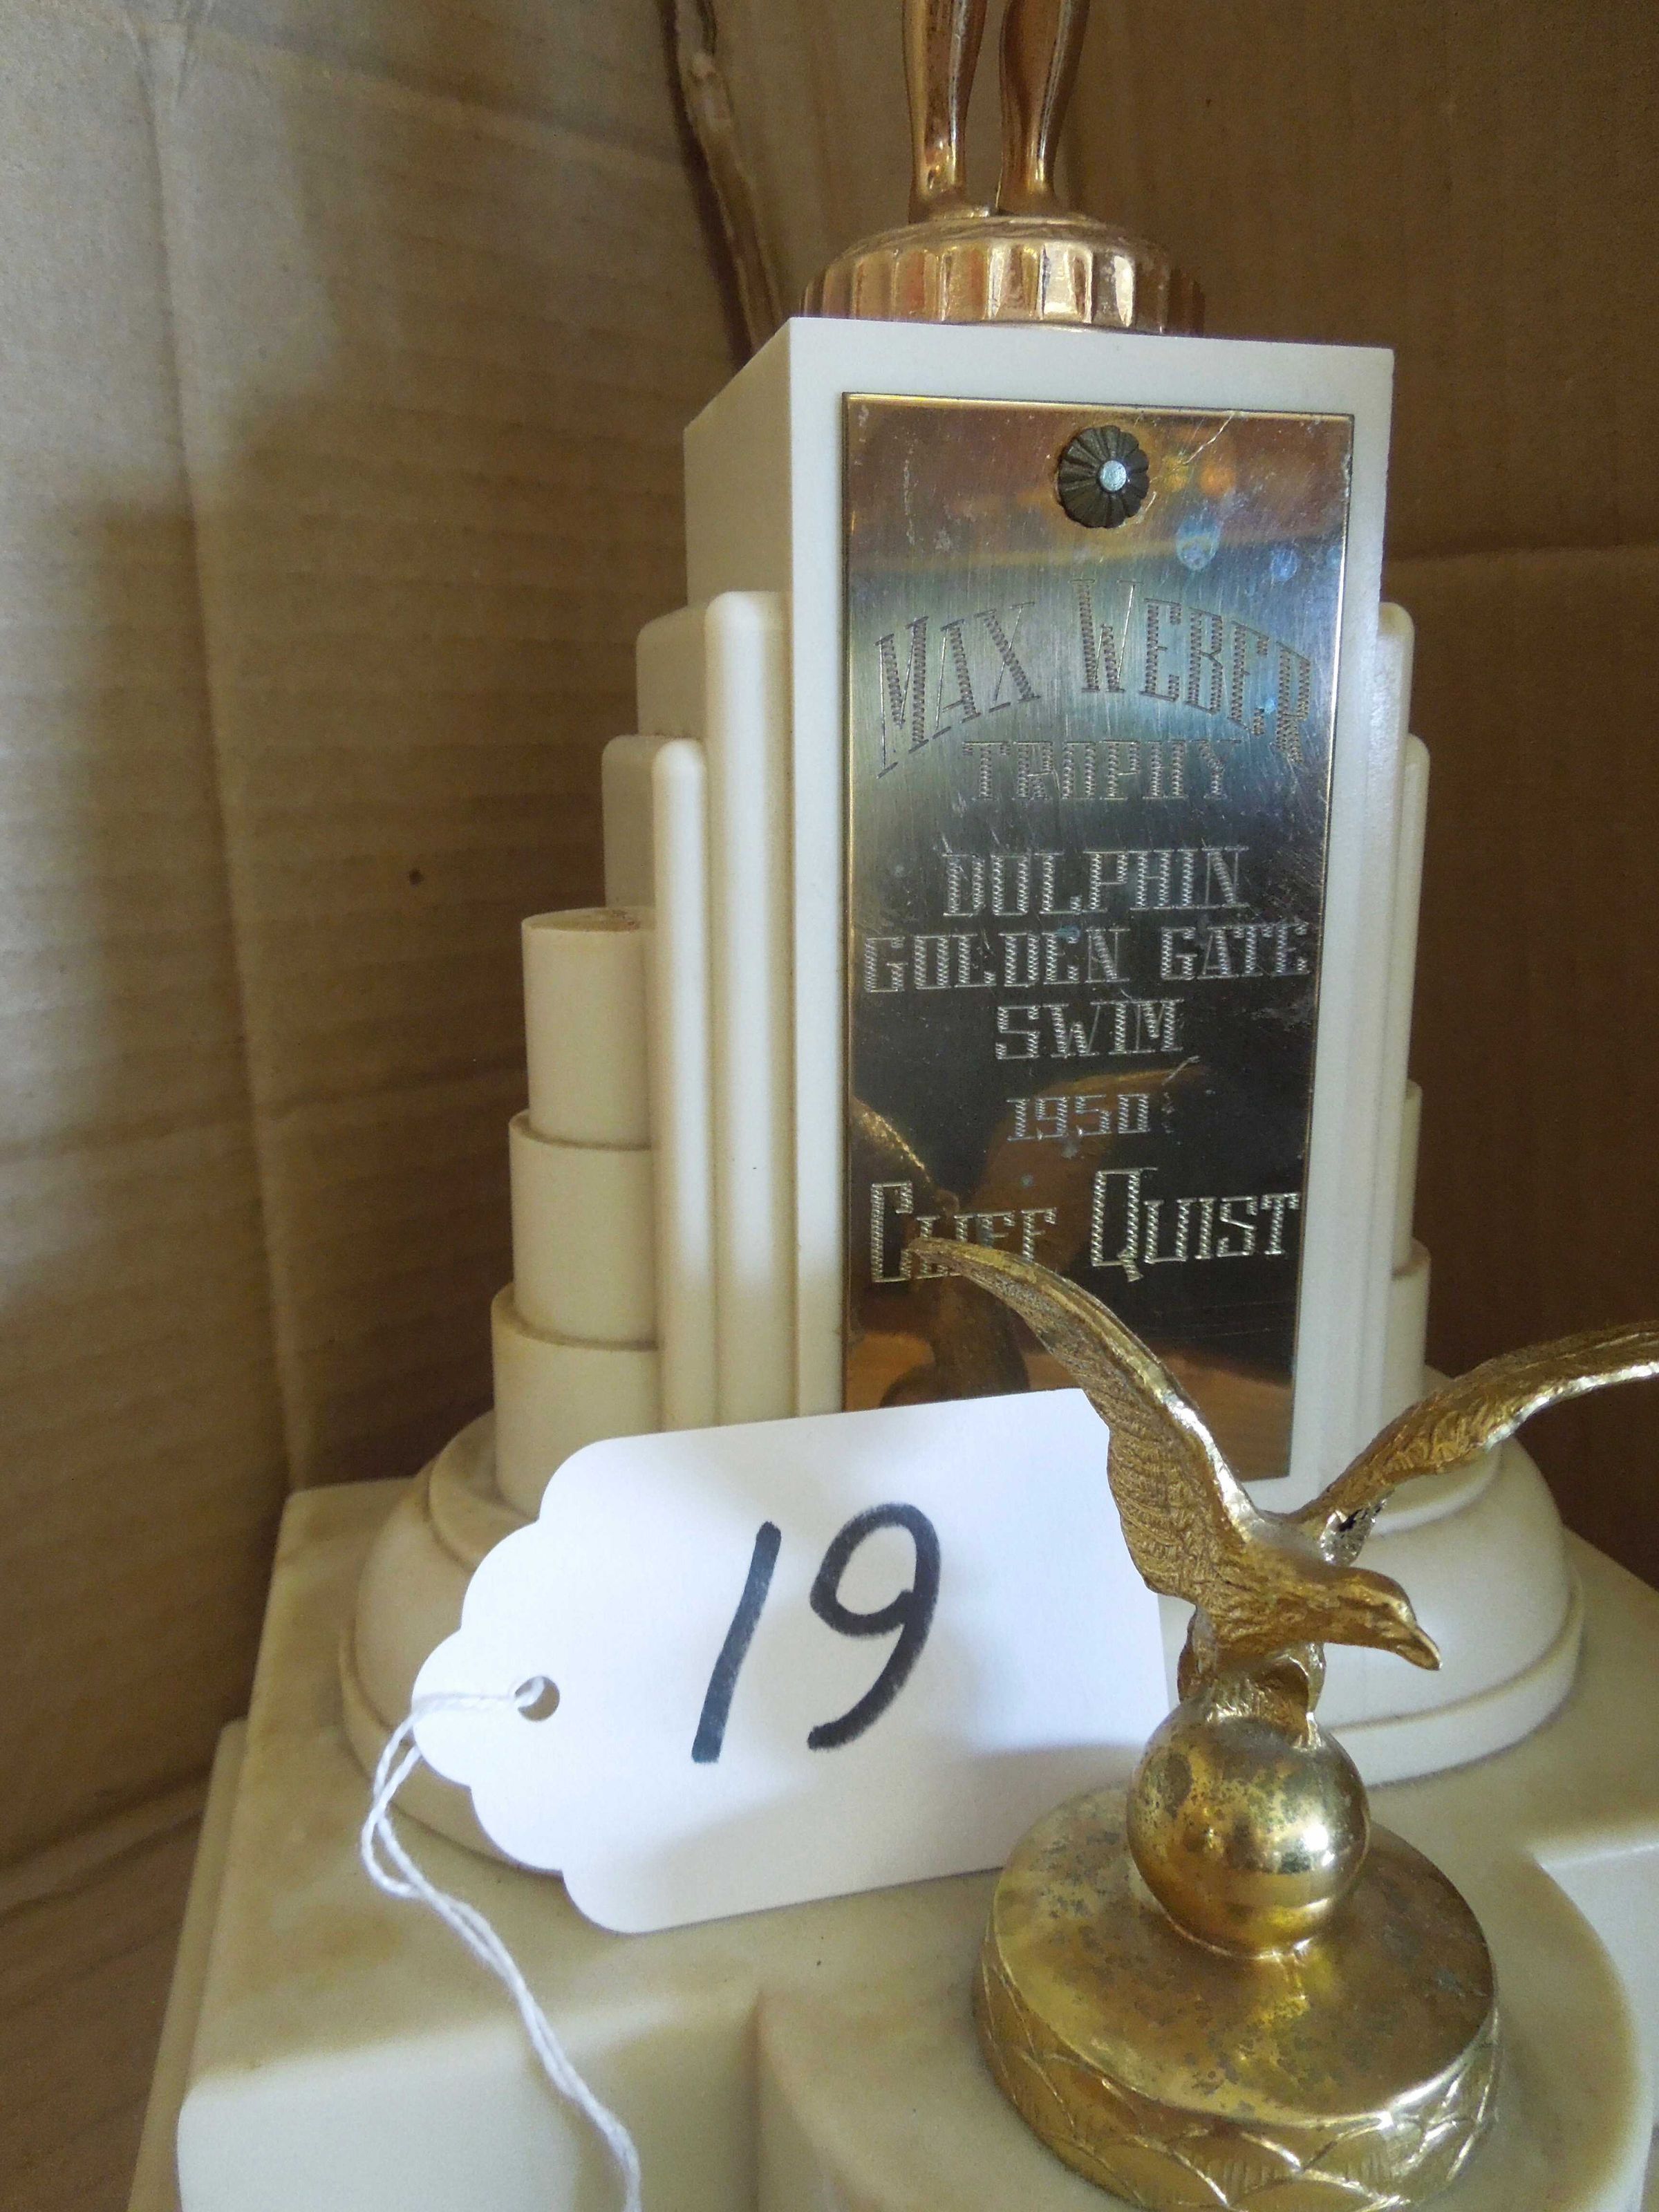 MAX WEBER
TROPHY
DOLPHIN
GOLDEN GATE
SWIM
1950
CLIFF QUIST
19